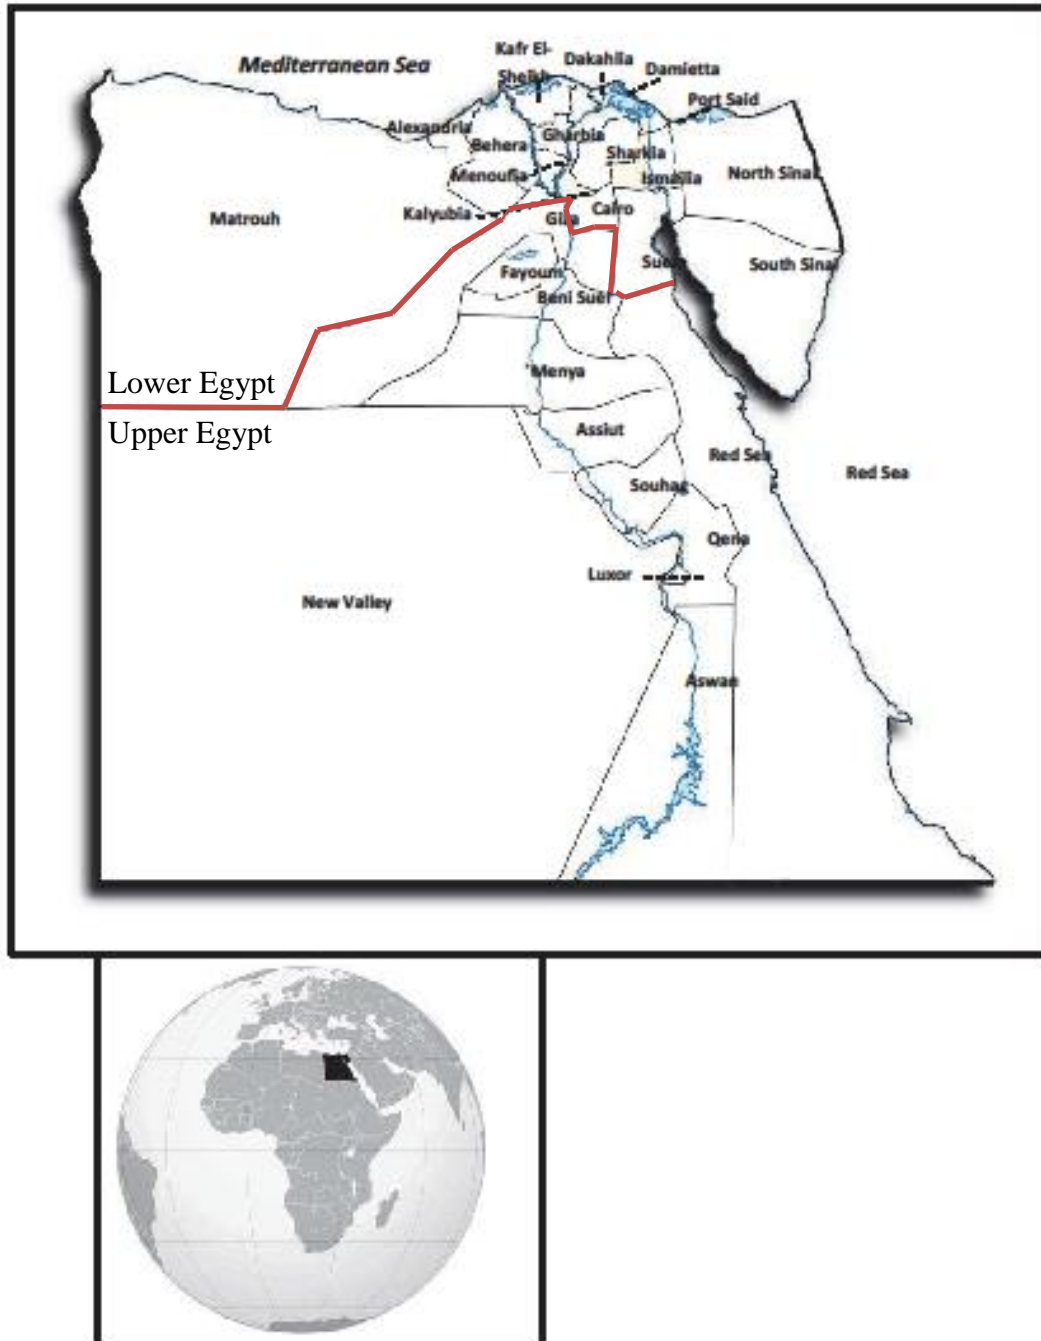 Mediterranean Sea
Kafr El-
Sheikh
Dakahlia
Damietta
Port Said
Alexandria
Behera
Gharbia
Sharkia
Menoufia
Ismailia
North Sinai
Kalyubia
Giza
Cairo
Matrouh
Suez
South Sinai
Fayoum
Beni Suef
Lower Egypt
Upper Egypt
Menya
Assiut
Red Sea
Red Sea
Souhag
Qena
Luxor
New Valley
Aswan